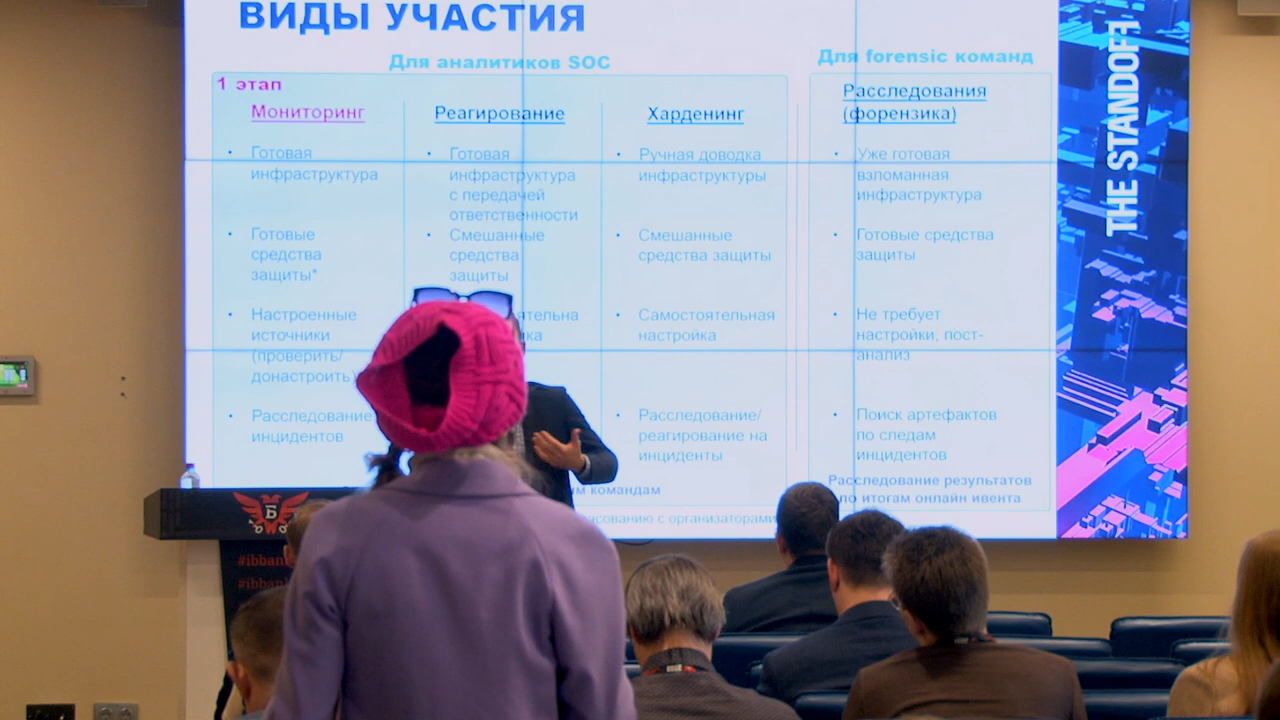 ВИДЫ УЧАСТИЯ
Для аналитиков SOC
1 этап
Мониторинг
• Готовая
инфраструктура
• Готовые
средства
защиты*
• Настроенные
источники
(проверить/
донастроить)
• Расследование
инцидентов
Реагирование
• Готовая
инфраструктура
с передачей
ответственности
• Смешанные
средства
защиты
Харденинг
• Ручная доводка
инфраструктуры
• Смешанные
средства защиты
• Самостоятельная
настройка
• Расследование/
реагирование на
инциденты
командам
с организаторами
Для forensic команд
Расследования
(форензика)
• Уже готовая
взломанная
инфраструктура
• Готовые средства
защиты
• Не требует
настройки, пост-
анализ
• Поиск артефактов
по следам
инцидентов
Расследование результатов
по итогам онлайн ивента
THE STANDOFF
Б